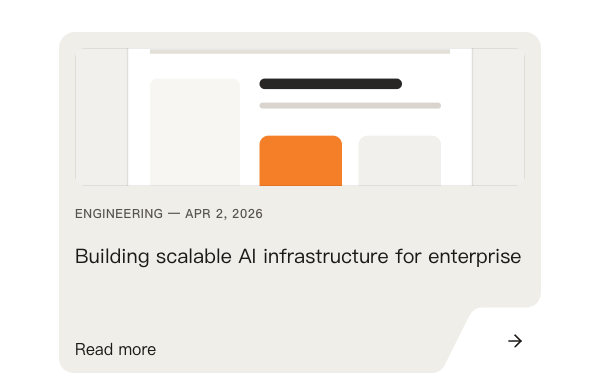 ENGINEERING — APR 2, 2026
Building scalable AI infrastructure for enterprise
Read more